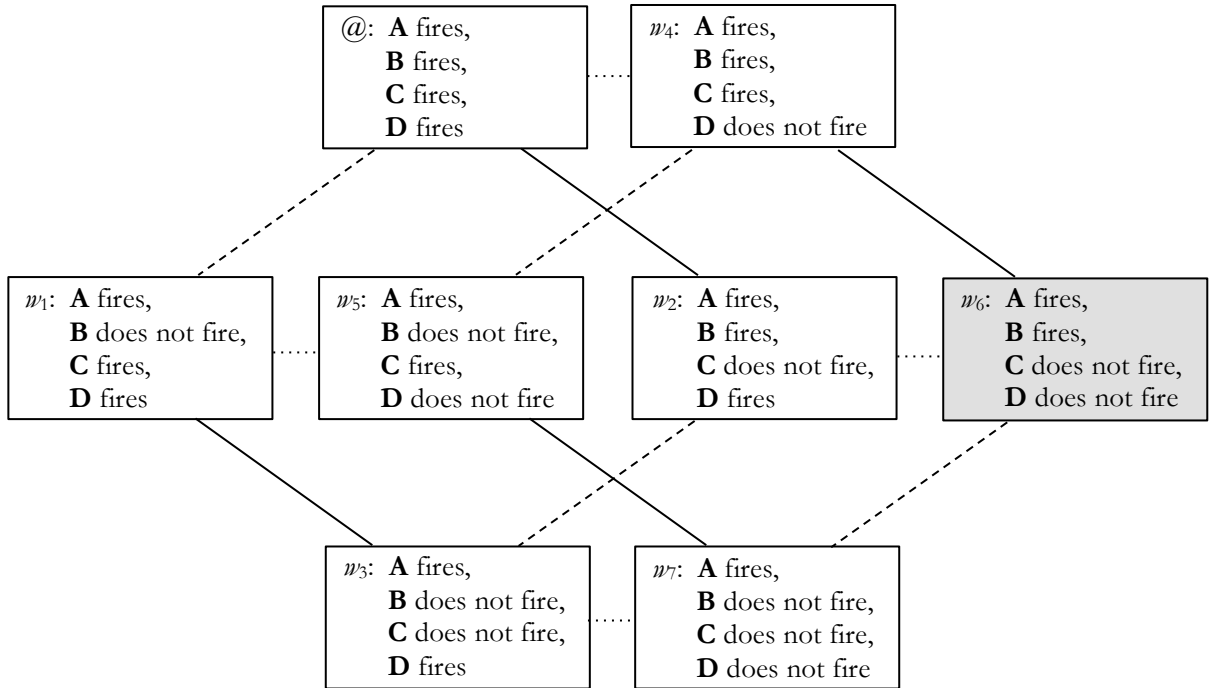 @: A fires,
B fires,
C fires,
D fires
w4: A fires,
B fires,
C fires,
D does not fire
w1: A fires,
B does not fire,
C fires,
D fires
w5: A fires,
B does not fire,
C fires,
D does not fire
w2: A fires,
B fires,
C does not fire,
D fires
w6: A fires,
B fires,
C does not fire,
D does not fire
w3: A fires,
B does not fire,
C does not fire,
D fires
w7: A fires,
B does not fire,
C does not fire,
D does not fire